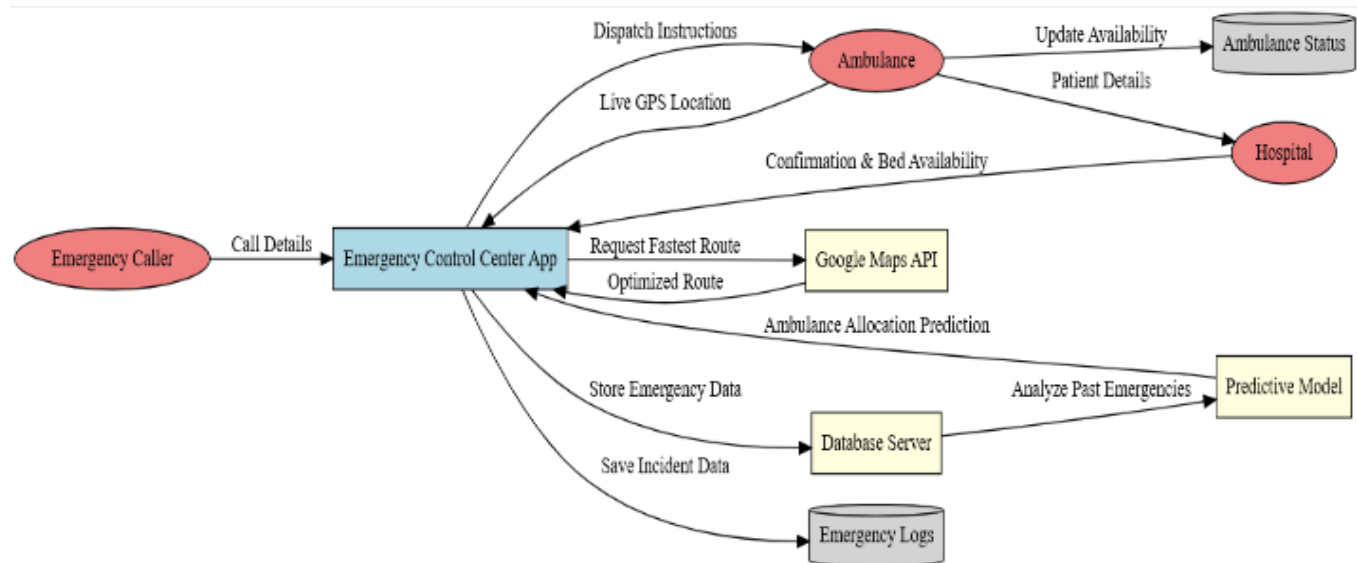 Dispatch Instructions
Update Availability
Ambulance Status
Ambulance
Patient Details
Live GPS Location
Hospital
Confirmation & Bed Availability
Call Details
Request Fastest Route
Emergency Caller
Emergency Control Center App
Google Maps API
Optimized Route
Ambulance Allocation Prediction
Predictive Model
Store Emergency Data
Analyze Past Emergencies
Database Server
Save Incident Data
Emergency Logs